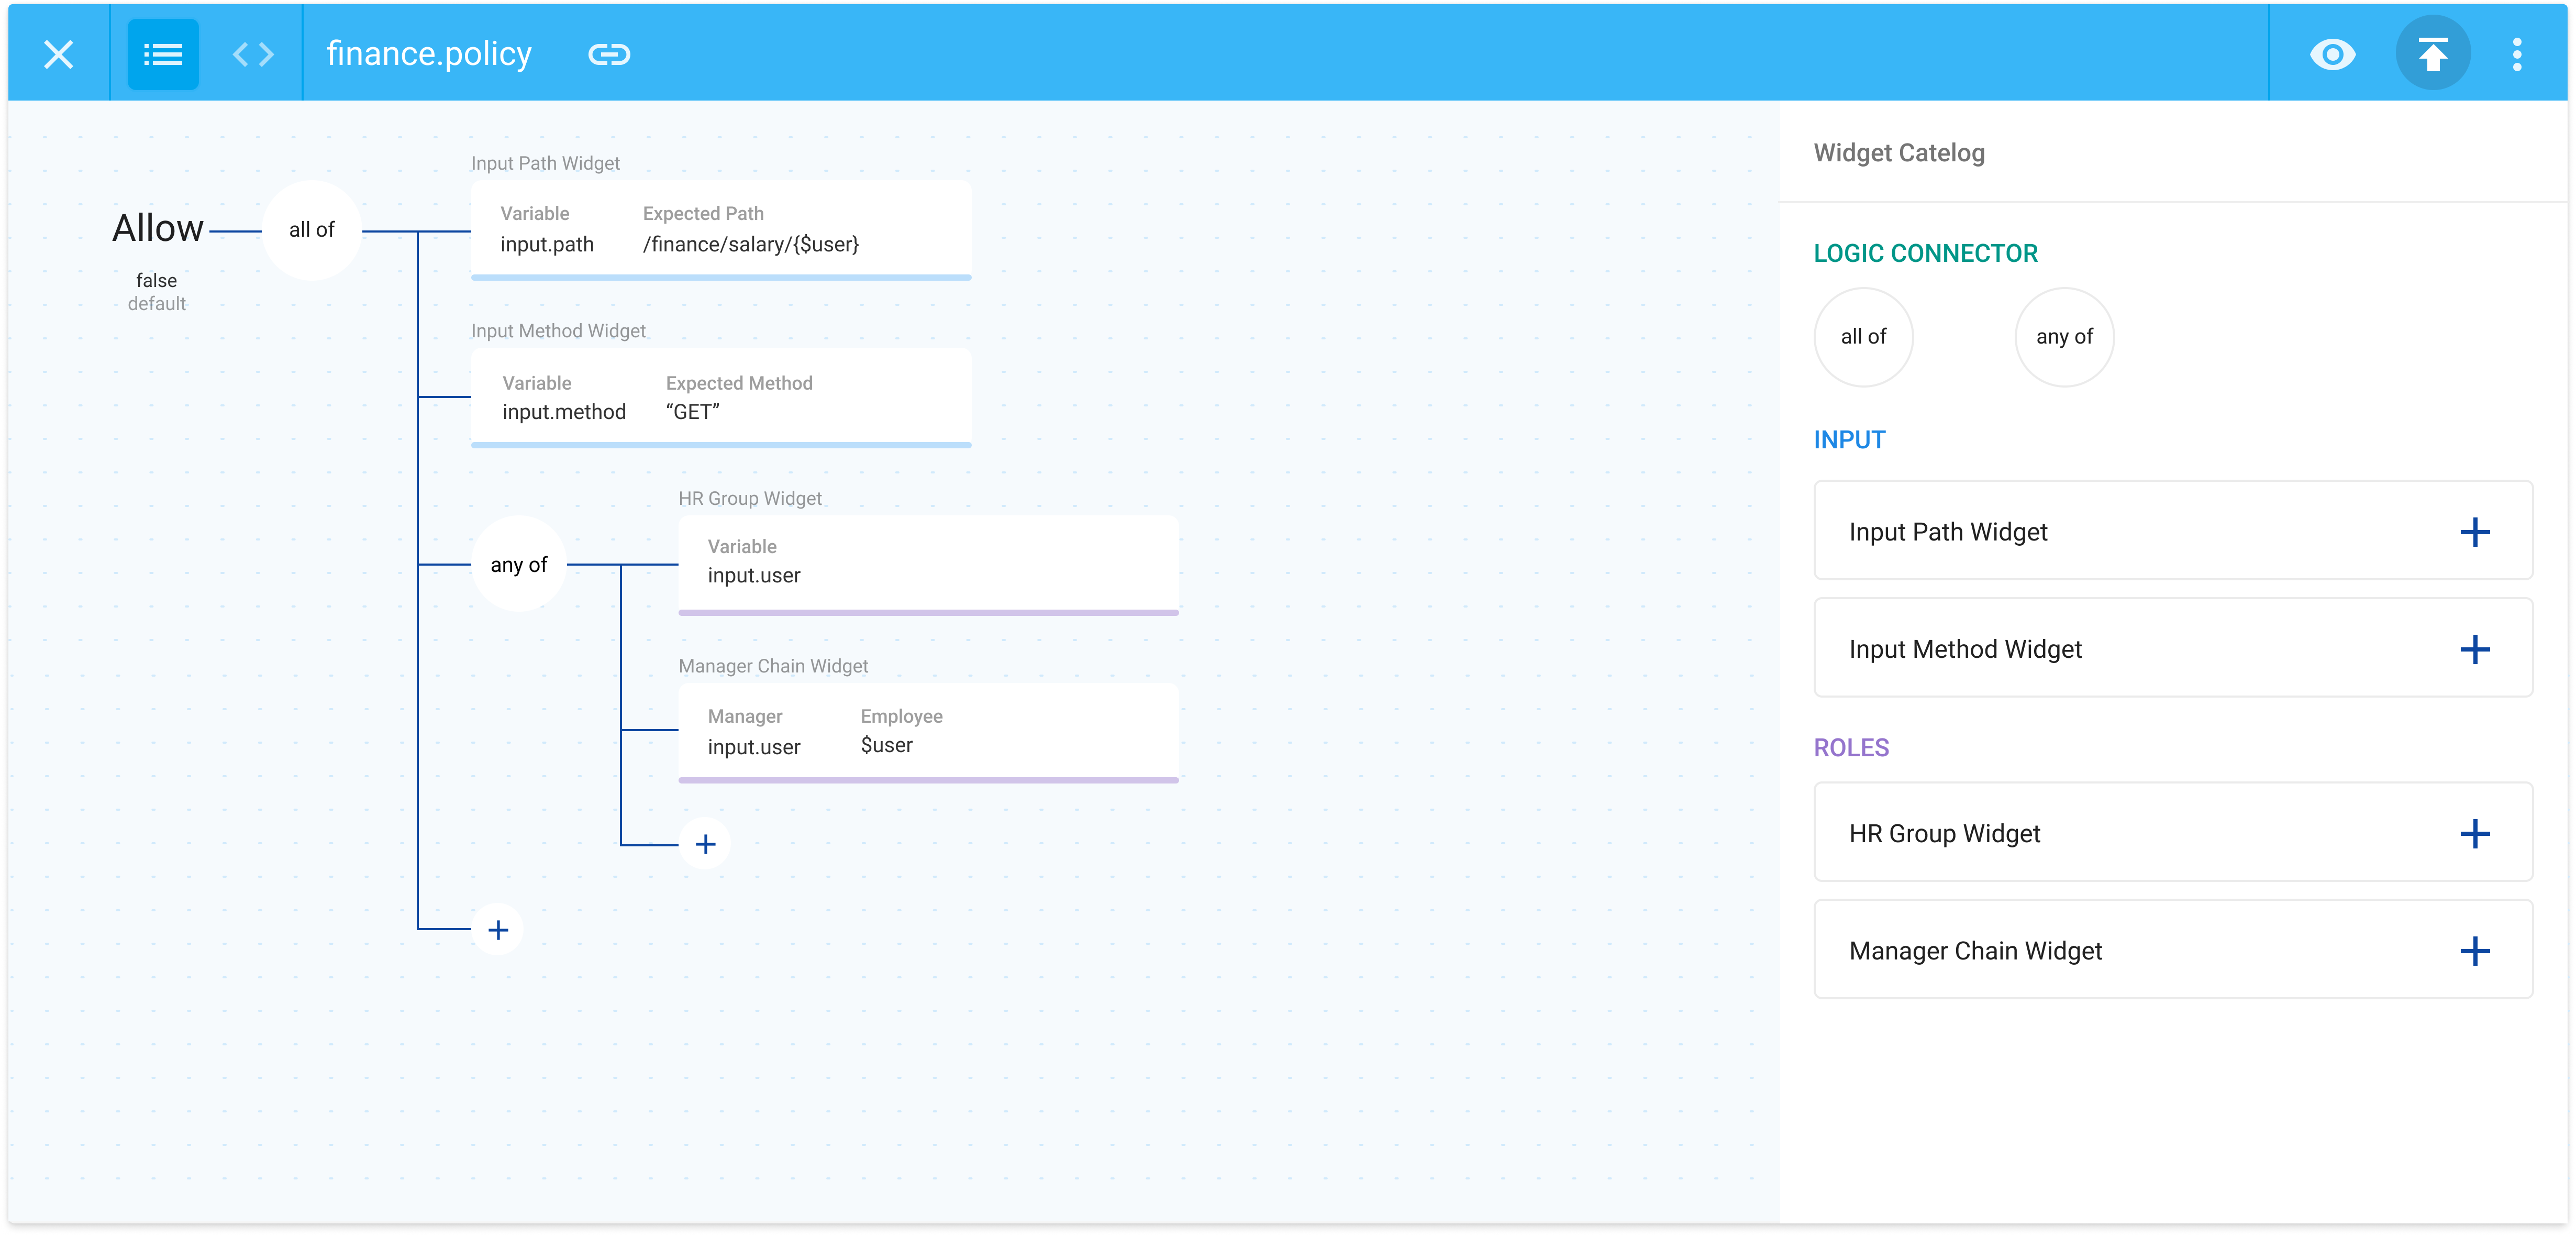 finance.policy
Allow
false
default
all of
Input Path Widget
Variable Expected Path
input.path /finance/salary/{$user}
Input Method Widget
Variable Expected Method
input.method “GET”
any of
HR Group Widget
Variable
input.user
Manager Chain Widget
Manager Employee
input.user $user
Widget Catelog
LOGIC CONNECTOR
all of any of
INPUT
Input Path Widget
Input Method Widget
ROLES
HR Group Widget
Manager Chain Widget